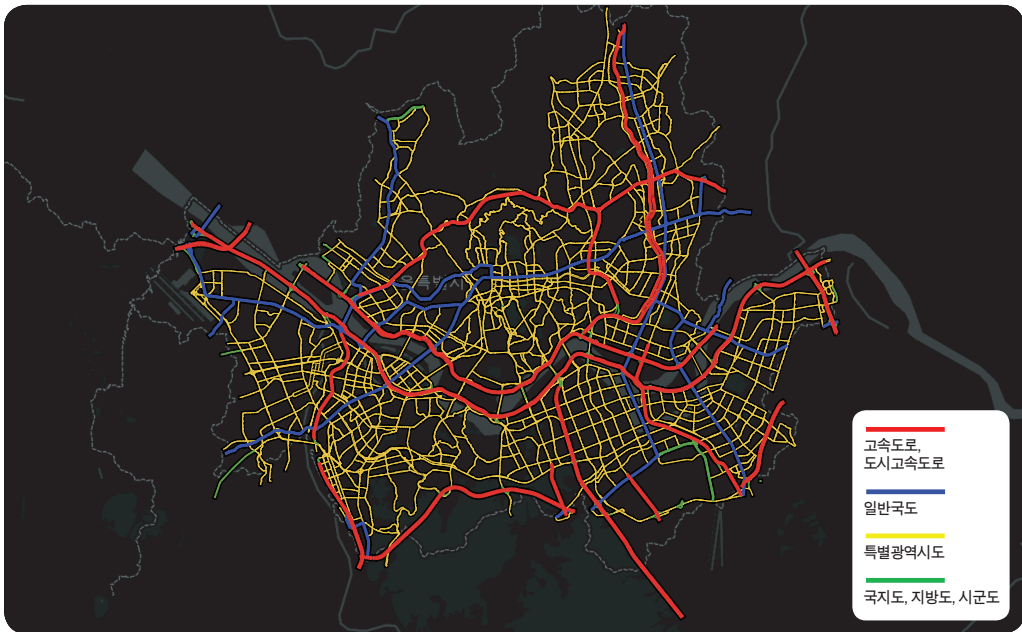 고속도로,
도시고속도로
일반국도
특별광역시도
국지도, 지방도, 시군도